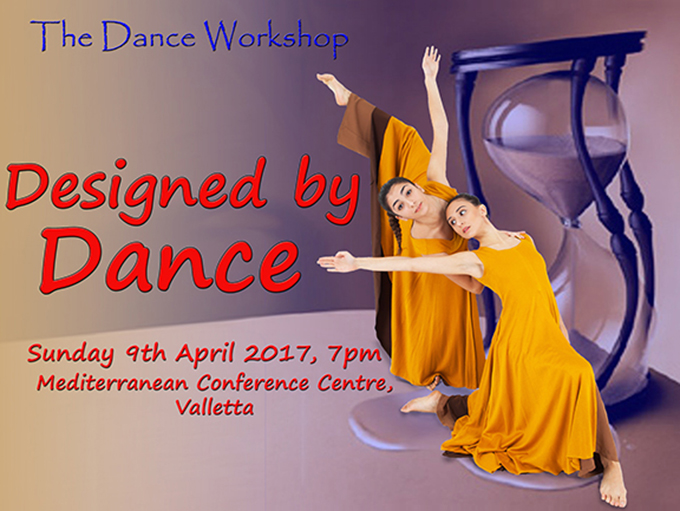 The Dance Workshop
Designed by
Dance
Sunday 9th April 2017, 7pm
Mediterranean Conference Centre,
Valletta